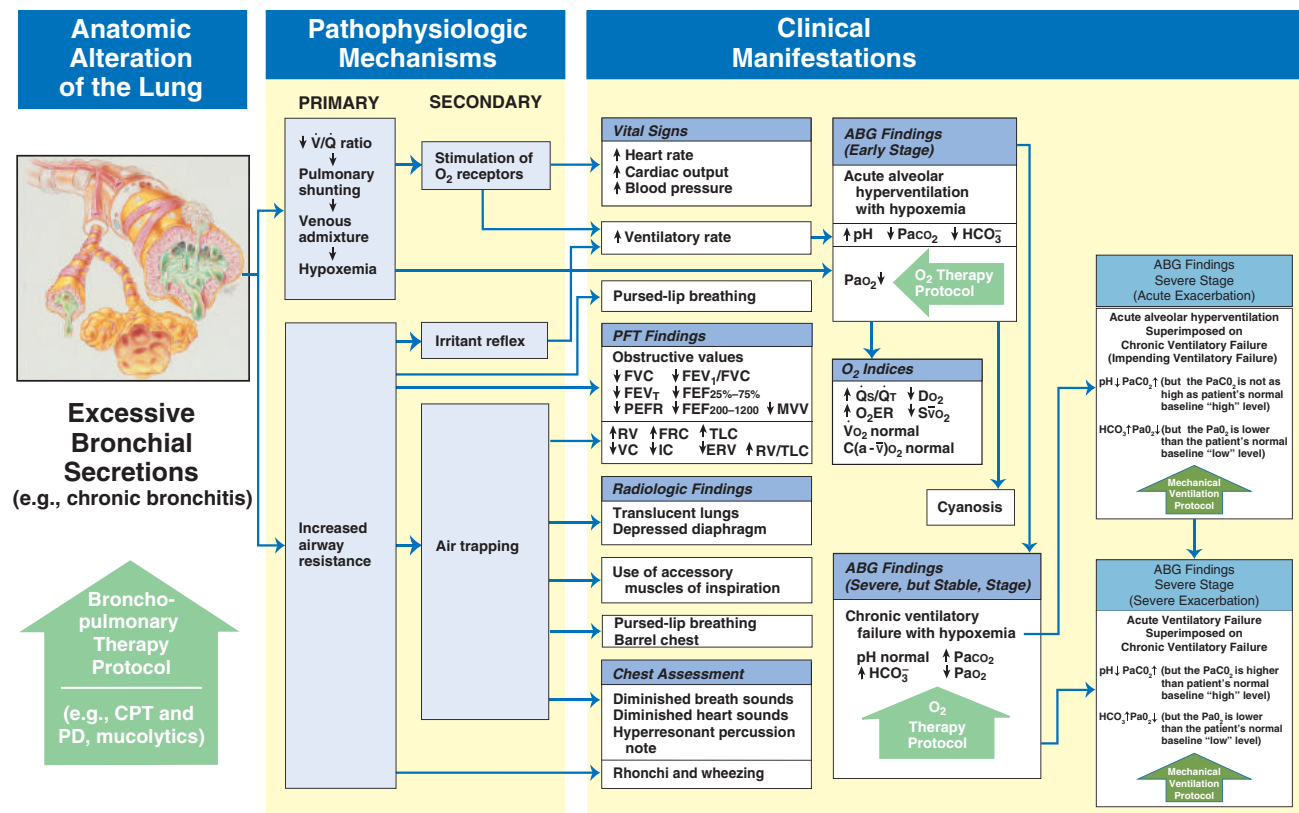 Anatomic
Alteration
of the Lung
Excessive
Bronchial
Secretions
(e.g., chronic bronchitis)
Broncho-
pulmonary
Therapy
Protocol
(e.g., CPT and
PD, mucolytics)
Pathophysiologic
Mechanisms
PRIMARY
SECONDARY
↓ V̇/Q̇ ratio
↓
Pulmonary
shunting
↓
Venous
admixture
↓
Hypoxemia
Stimulation of
O₂ receptors
Increased
airway
resistance
Irritant reflex
Air trapping
Clinical
Manifestations
Vital Signs
↑ Heart rate
↑ Cardiac output
↑ Blood pressure
↑ Ventilatory rate
Pursed-lip breathing
PFT Findings
Obstructive values
↓ FVC ↓ FEV₁/FVC
↓ FEVT ↓ FEF25%–75%
↓ PEFR ↓ FEF200–1200 ↓ MVV
↑RV ↑FRC ↑TLC
↓VC ↓IC ↓ERV ↑RV/TLC
Radiologic Findings
Translucent lungs
Depressed diaphragm
Use of accessory
muscles of inspiration
Pursed-lip breathing
Barrel chest
Chest Assessment
Diminished breath sounds
Diminished heart sounds
Hyperresonant percussion
note
Rhonchi and wheezing
ABG Findings
(Early Stage)
Acute alveolar
hyperventilation
with hypoxemia
↑ pH ↓ PaCO₂ ↓ HCO₃⁻
PaO₂↓
O₂ Therapy
Protocol
O₂ Indices
↑ Q̇S/Q̇T ↓ DO₂
↑ O₂ER ↓ Sv̄O₂
V̇O₂ normal
C(a-v̄)O₂ normal
Cyanosis
ABG Findings
(Severe, but Stable, Stage)
Chronic ventilatory
failure with hypoxemia
pH normal ↑ PaCO₂
↑ HCO₃⁻ ↓ PaO₂
O₂
Therapy
Protocol
ABG Findings
Severe Stage
(Acute Exacerbation)
Acute alveolar hyperventilation
Superimposed on
Chronic Ventilatory Failure
(Impending Ventilatory Failure)
pH↓ PaC0₂↑ (but the PaC0₂ is not as
high as patient's normal
baseline "high" level)
HCO₃↑Pa0₂↓ (but the Pa0₂ is lower
than the patient's normal
baseline "low" level)
Mechanical
Ventilation
Protocol
ABG Findings
Severe Stage
(Severe Exacerbation)
Acute Ventilatory Failure
Superimposed on
Chronic Ventilatory Failure
pH↓ PaC0₂↑ (but the PaC0₂ is higher
than patient's normal
baseline "high" level)
HCO₃↑Pa0₂↓ (but the Pa0₂ is lower
than the patient's normal
baseline "low" level)
Mechanical
Ventilation
Protocol